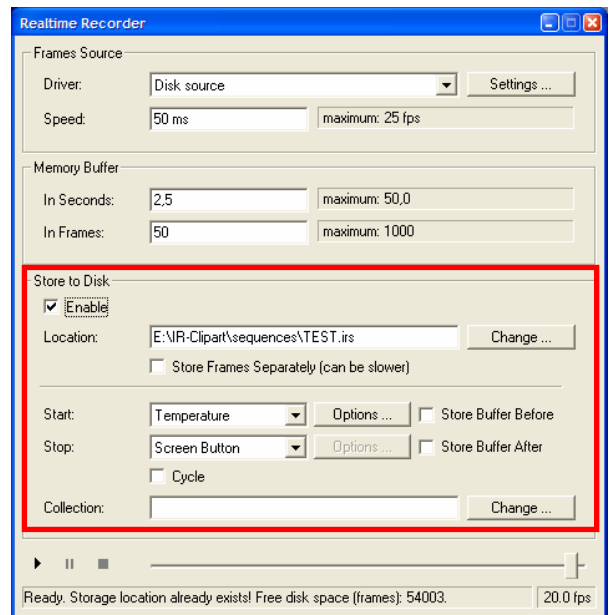 Realtime Recorder
Frames Source
Driver: Disk source Settings ...
Speed: 50 ms maximum: 25 fps
Memory Buffer
In Seconds: 2,5 maximum: 50,0
In Frames: 50 maximum: 1000
Store to Disk
Enable
Location: E:\IR-Clipart\sequences\TEST.irs Change ...
Store Frames Separately (can be slower)
Start: Temperature Options ... Store Buffer Before
Stop: Screen Button Options ... Store Buffer After
Cycle
Collection: Change ...
Ready. Storage location already exists! Free disk space (frames): 54003. 20.0 fps